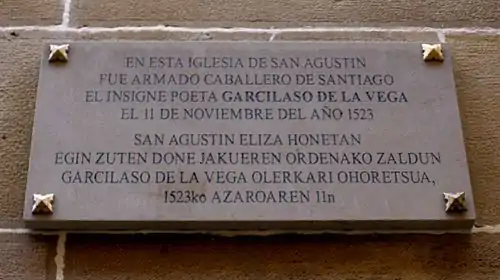 EN ESTA IGLESIA DE SAN AGUSTIN
FUE ARMADO CABALLERO DE SANTIAGO
EL INSIGNE POETA GARCILASO DE LA VEGA
EL 11 DE NOVIEMBRE DEL AÑO 1523
SAN AGUSTIN ELIZA HONETAN
EGIN ZUTEN DONE JAKUEREN ORDENAKO ZALDUN
GARCILASO DE LA VEGA OLERKARI OHORETSUA,
1523ko AZAROAREN 11n